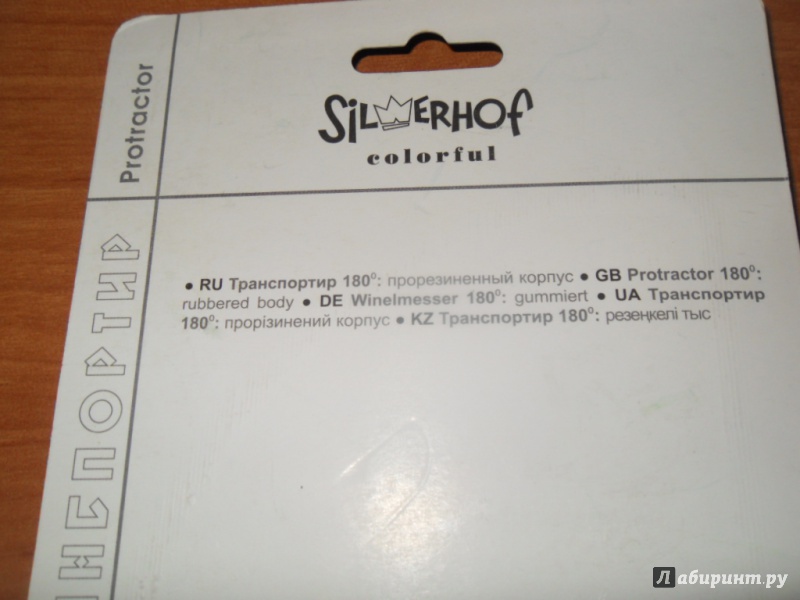 Protractor
НСПОРТИР
SiLWERHOF
colorful
• RU Транспортир 180°: прорезиненный корпус • GB Protractor 180°:
rubbered body • DE Winelmesser 180°: gummiert • UA Транспортир
180°: прорізинений корпус • KZ Транспортир 180°: резеңкелі тыс
Лабиринт.ру